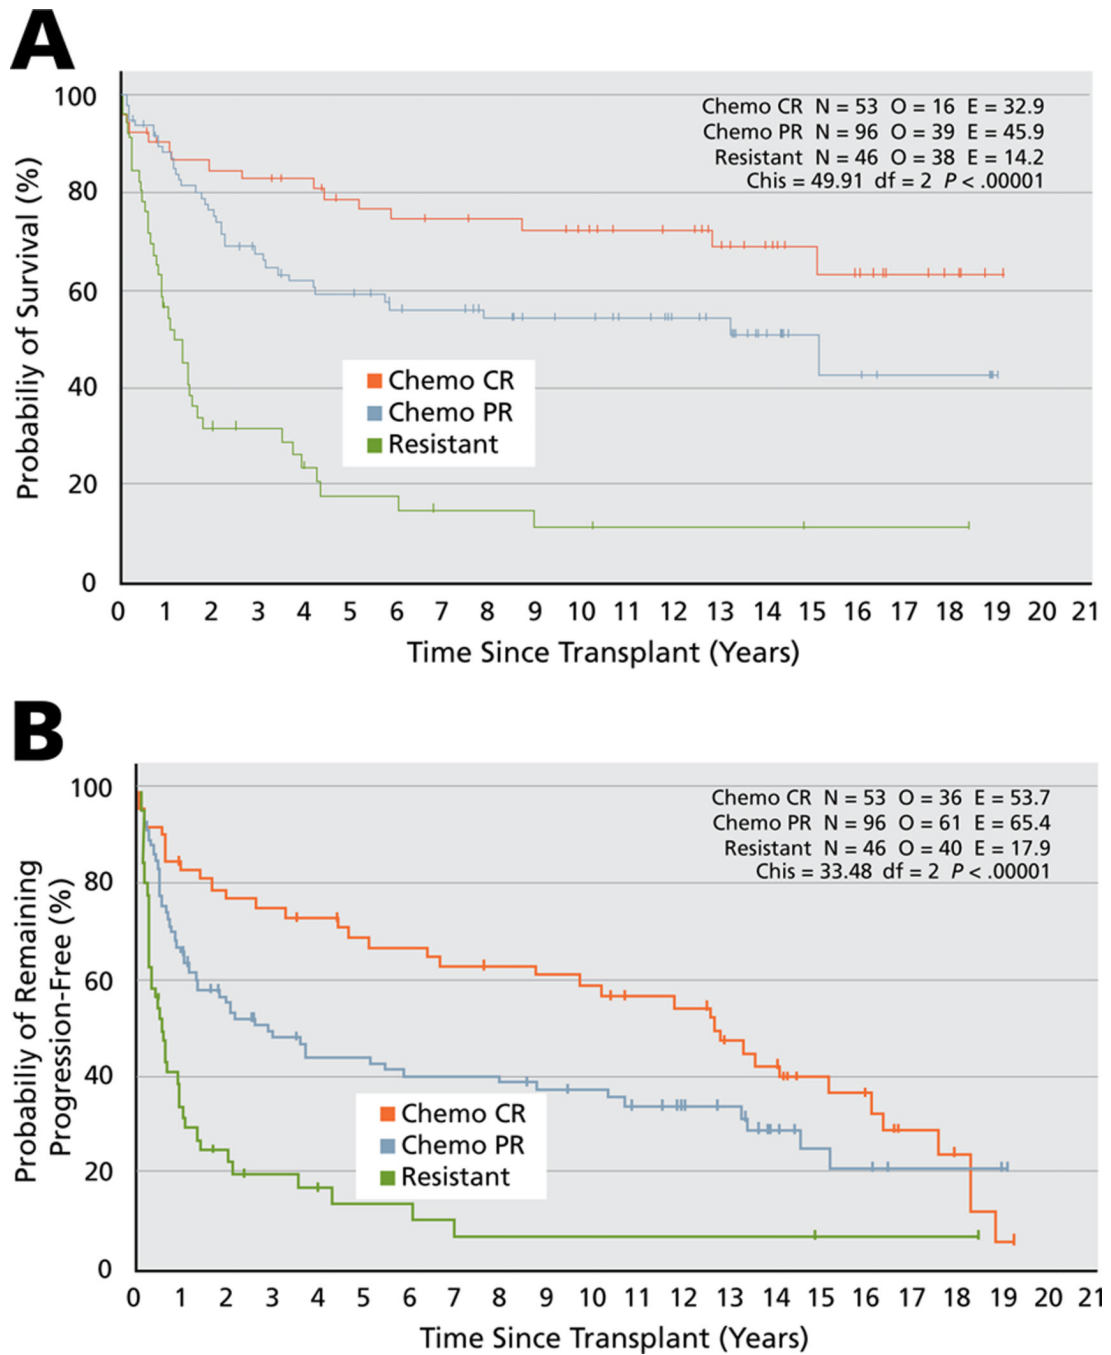 A
Probabiliy of Survival (%)
100
80
60
40
20
0
Chemo CR N = 53 O = 16 E = 32.9
Chemo PR N = 96 O = 39 E = 45.9
Resistant N = 46 O = 38 E = 14.2
Chis = 49.91 df = 2 P < .00001
Chemo CR
Chemo PR
Resistant
0 1 2 3 4 5 6 7 8 9 10 11 12 13 14 15 16 17 18 19 20 21
Time Since Transplant (Years)
B
Probabiliy of Remaining
Progression-Free (%)
100
80
60
40
20
0
Chemo CR N = 53 O = 36 E = 53.7
Chemo PR N = 96 O = 61 E = 65.4
Resistant N = 46 O = 40 E = 17.9
Chis = 33.48 df = 2 P < .00001
Chemo CR
Chemo PR
Resistant
0 1 2 3 4 5 6 7 8 9 10 11 12 13 14 15 16 17 18 19 20 21
Time Since Transplant (Years)